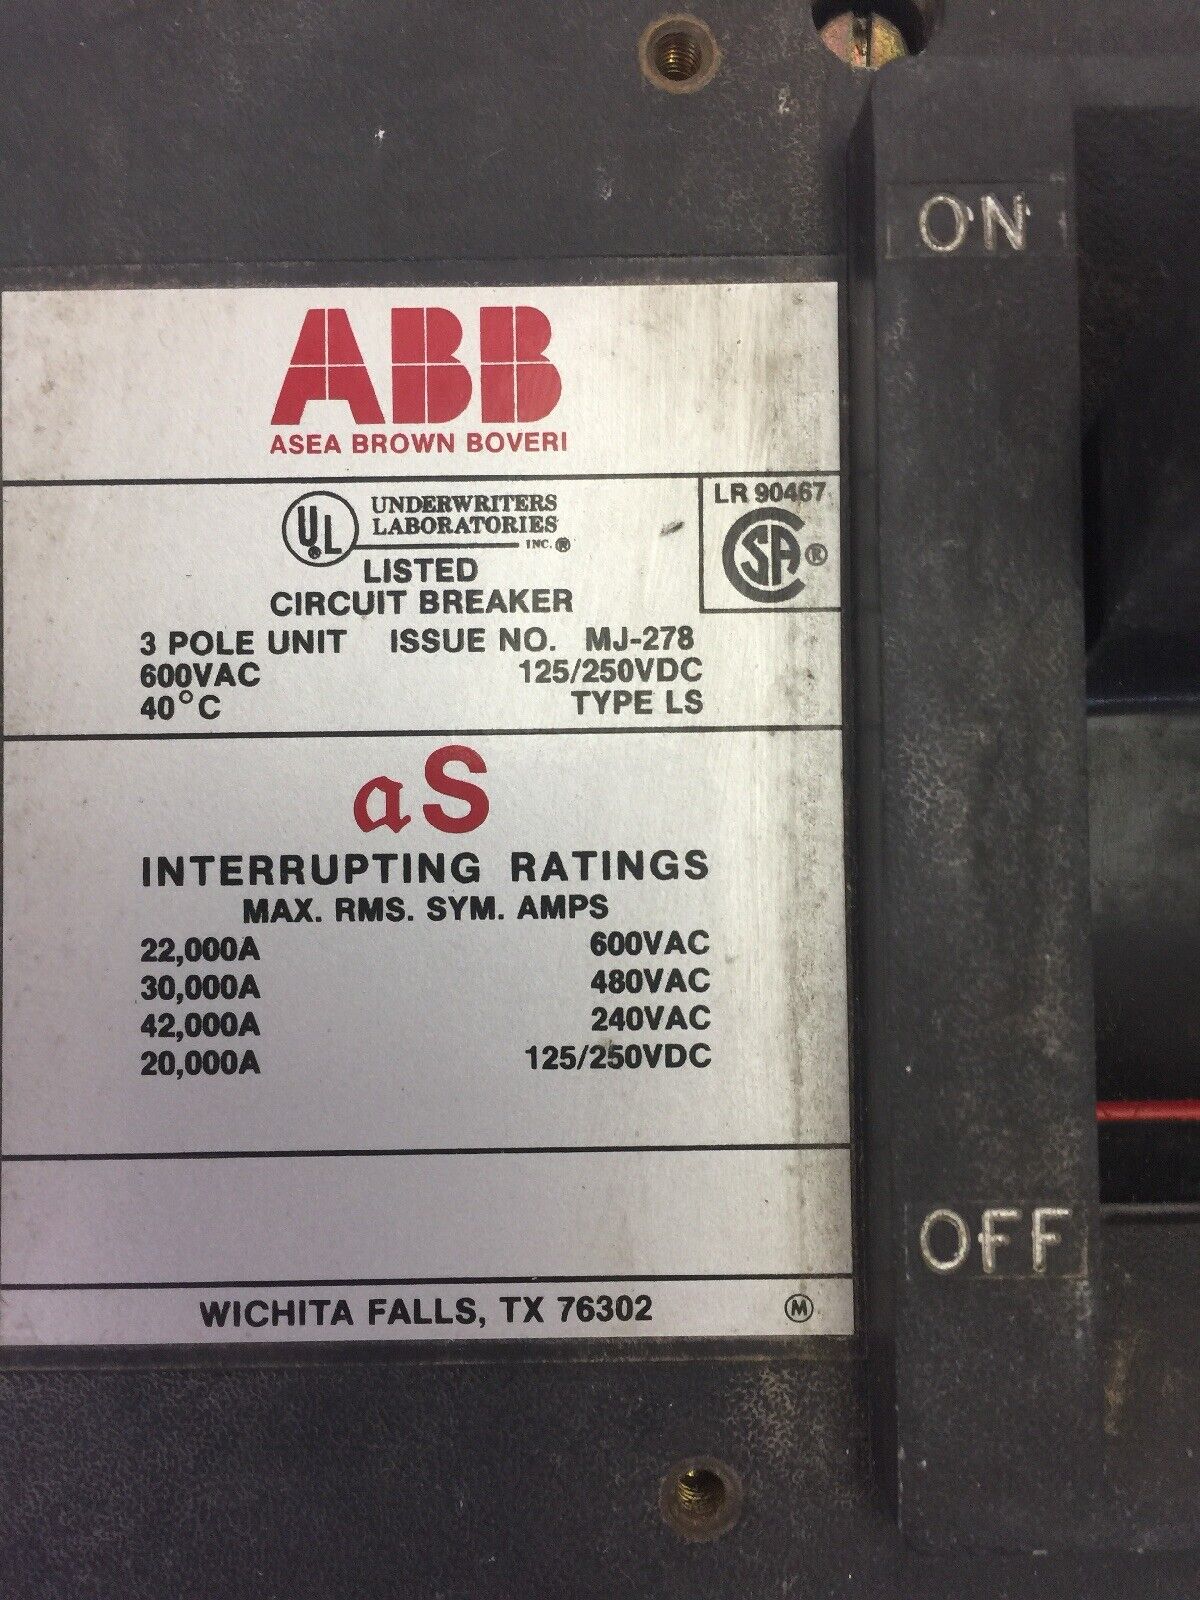 ABB
ASEA BROWN BOVERI
UL® UNDERWRITERS
LABORATORIES
INC.®
LR 90467
CSA®
LISTED
CIRCUIT BREAKER
3 POLE UNIT ISSUE NO. MJ-278
600VAC 125/250VDC
40°C TYPE LS
aS
INTERRUPTING RATINGS
MAX. RMS. SYM. AMPS
22,000A 600VAC
30,000A 480VAC
42,000A 240VAC
20,000A 125/250VDC
WICHITA FALLS, TX 76302 Ⓜ
ON
OFF